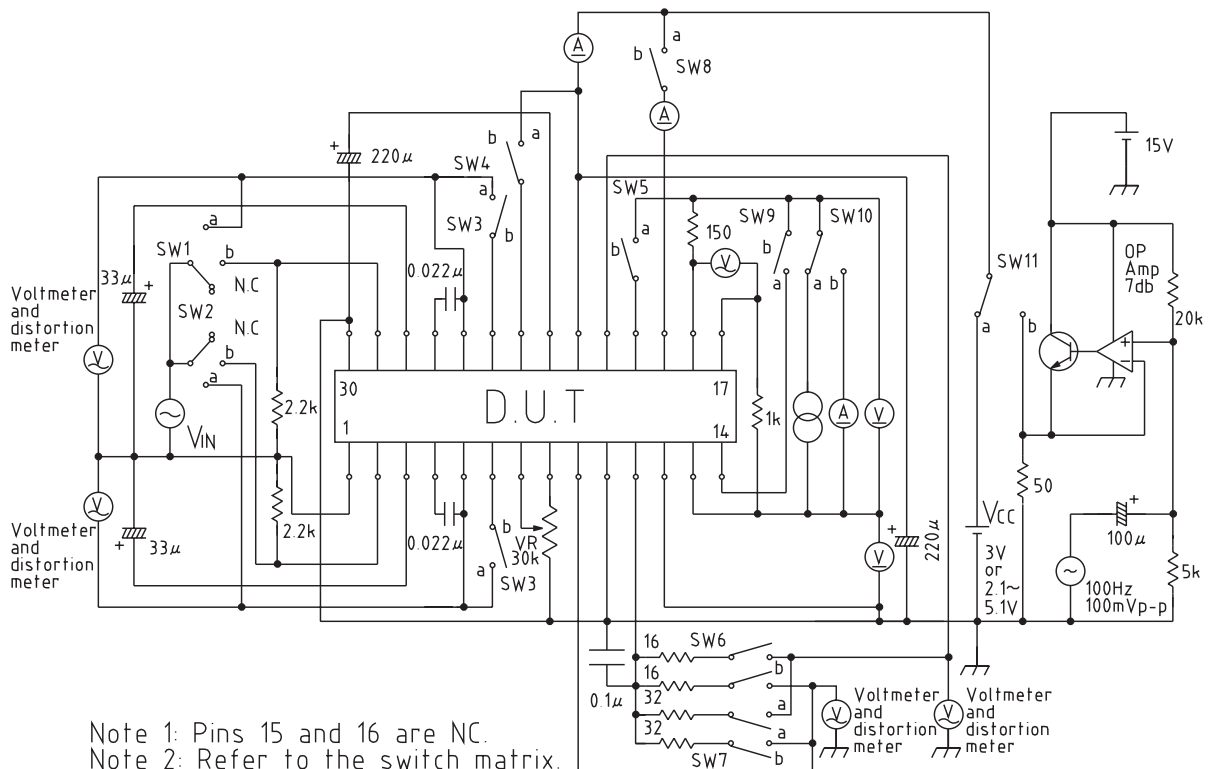 A
a
b
SW8
A
b
a
+
220μ
SW4
a
SW3
b
SW5
a
b
150
V
SW9
b
a
SW10
a
b
15V
SW11
a
b
OP
Amp
7db
20k
+
-
a
SW1
b
N.C
33μ
+
SW2
N.C
b
a
0.022μ
Voltmeter
and
distortion
meter
V
VIN
2.2k
30
17
D.U.T
1
14
1k
A
V
Voltmeter
and
distortion
meter
V
+
33μ
2.2k
0.022μ
b
a
SW3
VR
30k
V
+
220μ
VCC
3V
or
2.1~
5.1V
50
+
100μ
100Hz
100mVp-p
5k
0.1μ
16
SW6
b
16
32
a
32
a
SW7
b
V
Voltmeter
and
distortion
meter
V
Voltmeter
and
distortion
meter
Note 1: Pins 15 and 16 are NC.
Note 2: Refer to the switch matrix.